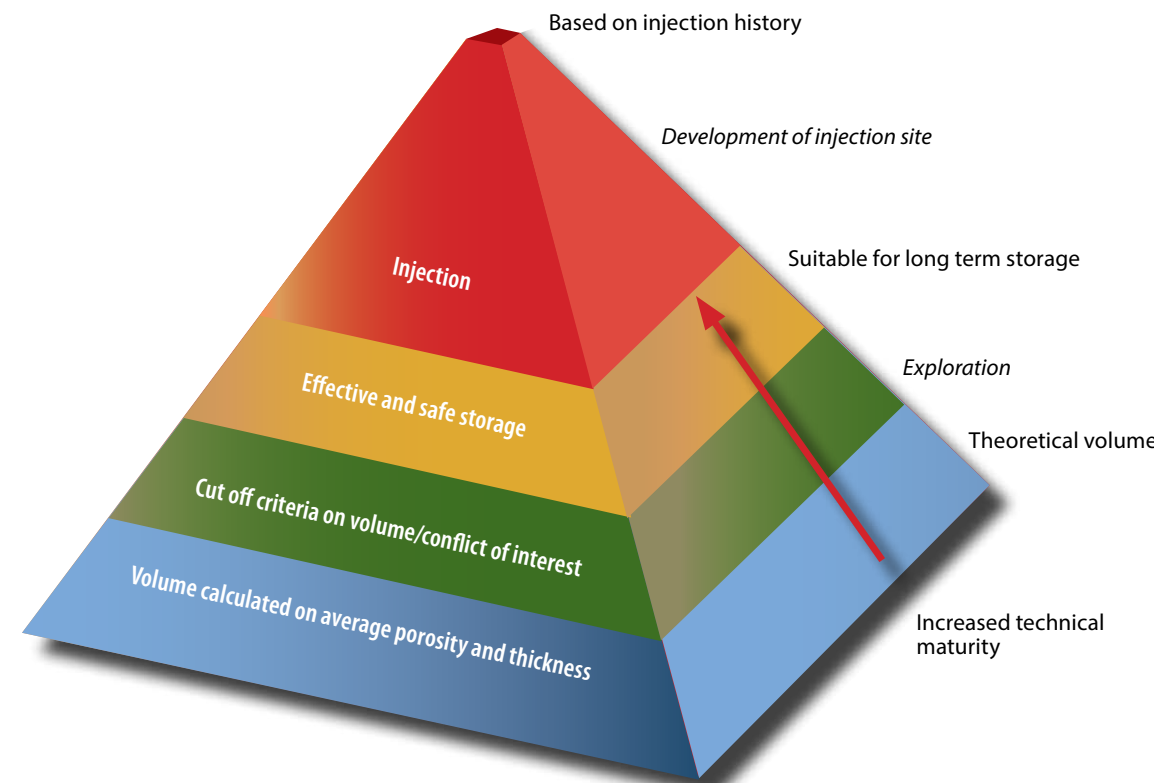 Based on injection history
Development of injection site
Suitable for long term storage
Injection
Exploration
Effective and safe storage
Theoretical volume
Cut off criteria on volume/conflict of interest
Volume calculated on average porosity and thickness
Increased technical
maturity